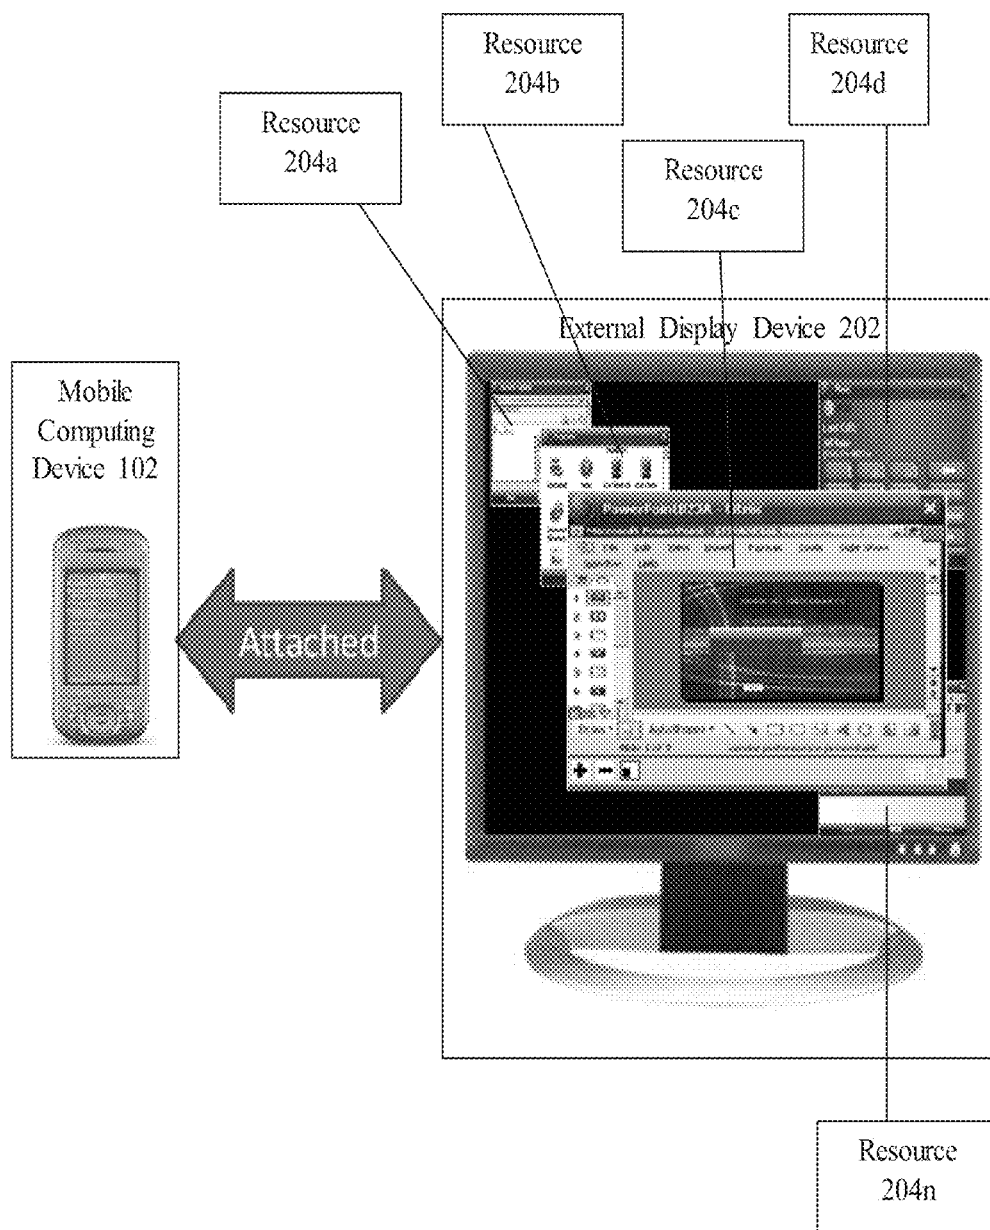 Resource
204b
Resource
204d
Resource
204a
Resource
204c
External Display Device 202
Mobile
Computing
Device 102
Attached
Resource
204n